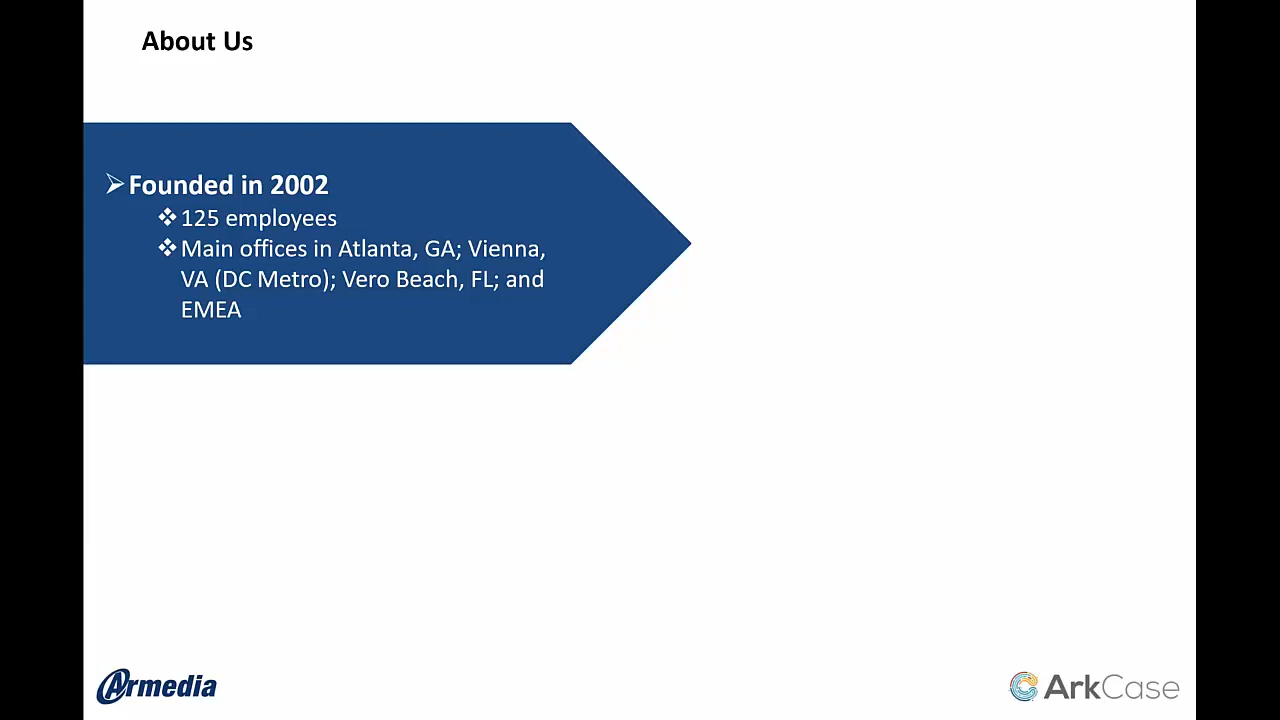 About Us
Founded in 2002
125 employees
Main offices in Atlanta, GA; Vienna,
VA (DC Metro); Vero Beach, FL; and
EMEA
Armedia
ArkCase